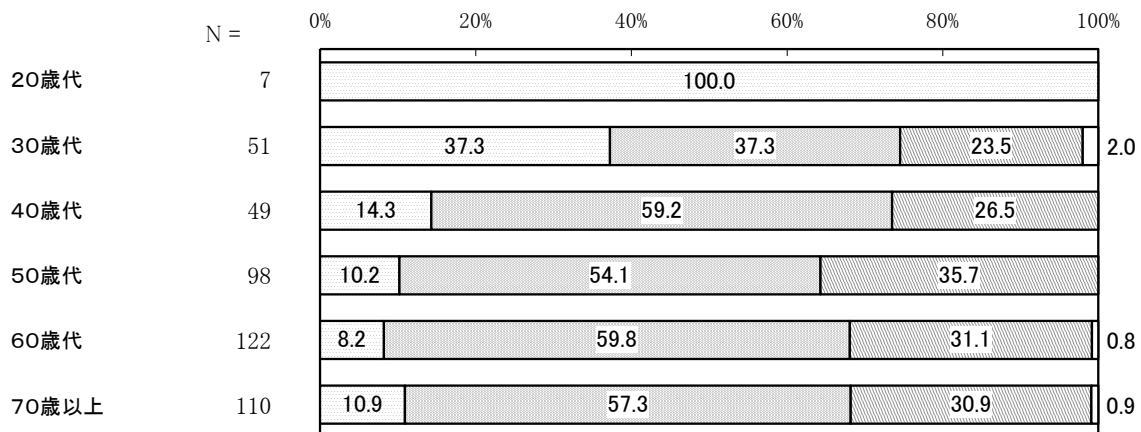 0% 20% 40% 60% 80% 100%
N =
20歳代 7 100.0
30歳代 51 37.3 37.3 23.5 2.0
40歳代 49 14.3 59.2 26.5
50歳代 98 10.2 54.1 35.7
60歳代 122 8.2 59.8 31.1 0.8
70歳以上 110 10.9 57.3 30.9 0.9